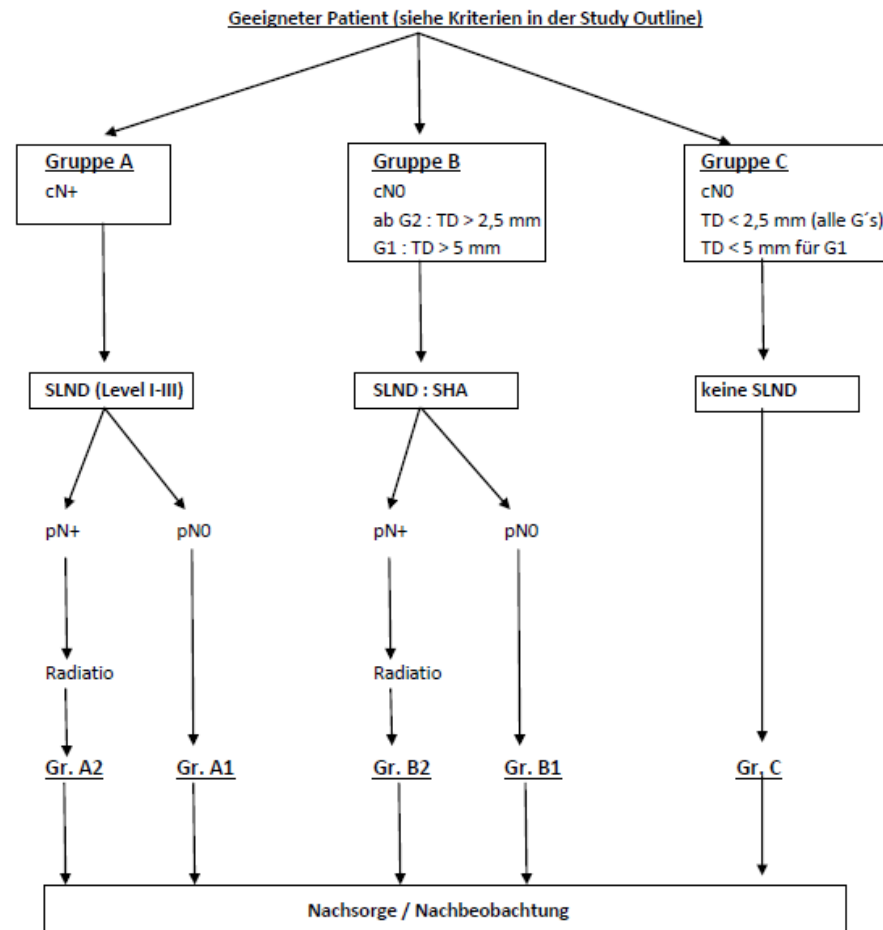 Geeigneter Patient (siehe Kriterien in der Study Outline)
Gruppe A
cN+
Gruppe B
cN0
ab G2 : TD > 2,5 mm
G1 : TD > 5 mm
Gruppe C
cN0
TD < 2,5 mm (alle G´s)
TD < 5 mm für G1
SLND (Level I-III)
SLND : SHA
keine SLND
pN+
pN0
pN+
pN0
Radiatio
Radiatio
Gr. A2
Gr. A1
Gr. B2
Gr. B1
Gr. C
Nachsorge / Nachbeobachtung